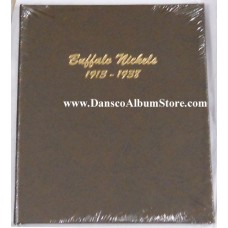 Buffalo Nickels
1913 - 1938
www.DanscoAlbumStore.com